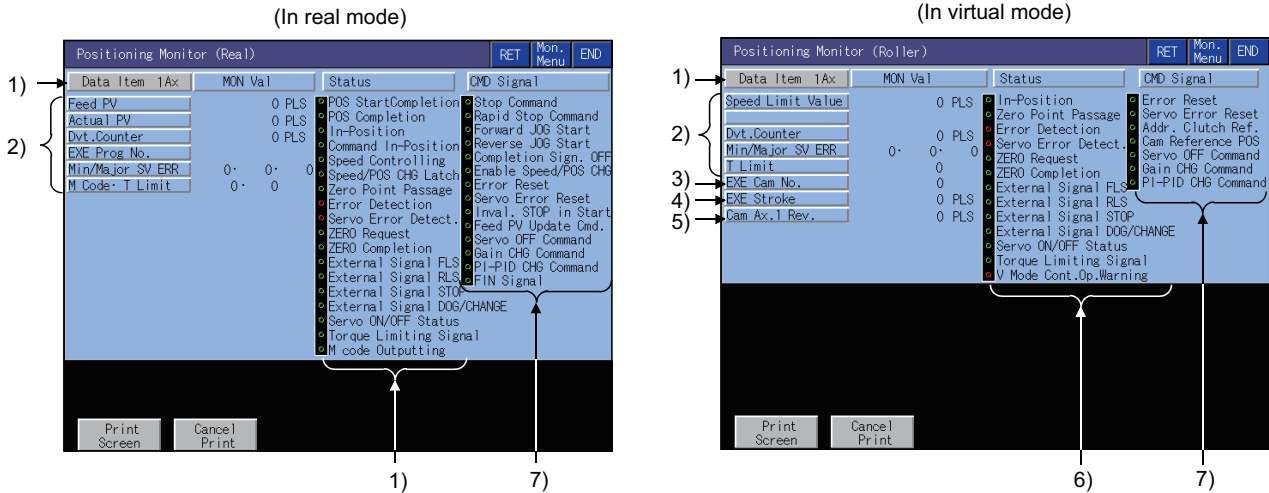 (In real mode)
Positioning Monitor (Real)
RET
Mon.
Menu
END
1)
Data Item 1Ax
MON Val
Status
CMD Signal
2)
Feed PV
0 PLS
Actual PV
0 PLS
Dvt.Counter
0 PLS
EXE Prog No.
Min/Major SV ERR
0· 0· 0
M Code· T Limit
0· 0
POS StartCompletion
POS Completion
In-Position
Command In-Position
Speed Controlling
Speed/POS CHG Latch
Zero Point Passage
Error Detection
Servo Error Detect.
ZERO Request
ZERO Completion
External Signal FLS
External Signal RLS
External Signal STOP
External Signal DOG/CHANGE
Servo ON/OFF Status
Torque Limiting Signal
M code Outputting
Stop Command
Rapid Stop Command
Forward JOG Start
Reverse JOG Start
Completion Sign. OFF
Enable Speed/POS CHG
Error Reset
Servo Error Reset
Inval. STOP in Start
Feed PV Update Cmd.
Servo OFF Command
Gain CHG Command
PI-PID CHG Command
FIN Signal
Print
Screen
Cancel
Print
1)
7)
(In virtual mode)
Positioning Monitor (Roller)
RET
Mon.
Menu
END
1)
Data Item 1Ax
MON Val
Status
CMD Signal
2)
Speed Limit Value
0 PLS
Dvt.Counter
0 PLS
Min/Major SV ERR
0· 0· 0
T Limit
0
3)
EXE Cam No.
0
4)
EXE Stroke
0 PLS
5)
Cam Ax.1 Rev.
0 PLS
In-Position
Zero Point Passage
Error Detection
Servo Error Detect.
ZERO Request
ZERO Completion
External Signal FLS
External Signal RLS
External Signal STOP
External Signal DOG/CHANGE
Servo ON/OFF Status
Torque Limiting Signal
V Mode Cont.Op.Warning
Error Reset
Servo Error Reset
Addr. Clutch Ref.
Cam Reference POS
Servo OFF Command
Gain CHG Command
PI-PID CHG Command
Print
Screen
Cancel
Print
6)
7)